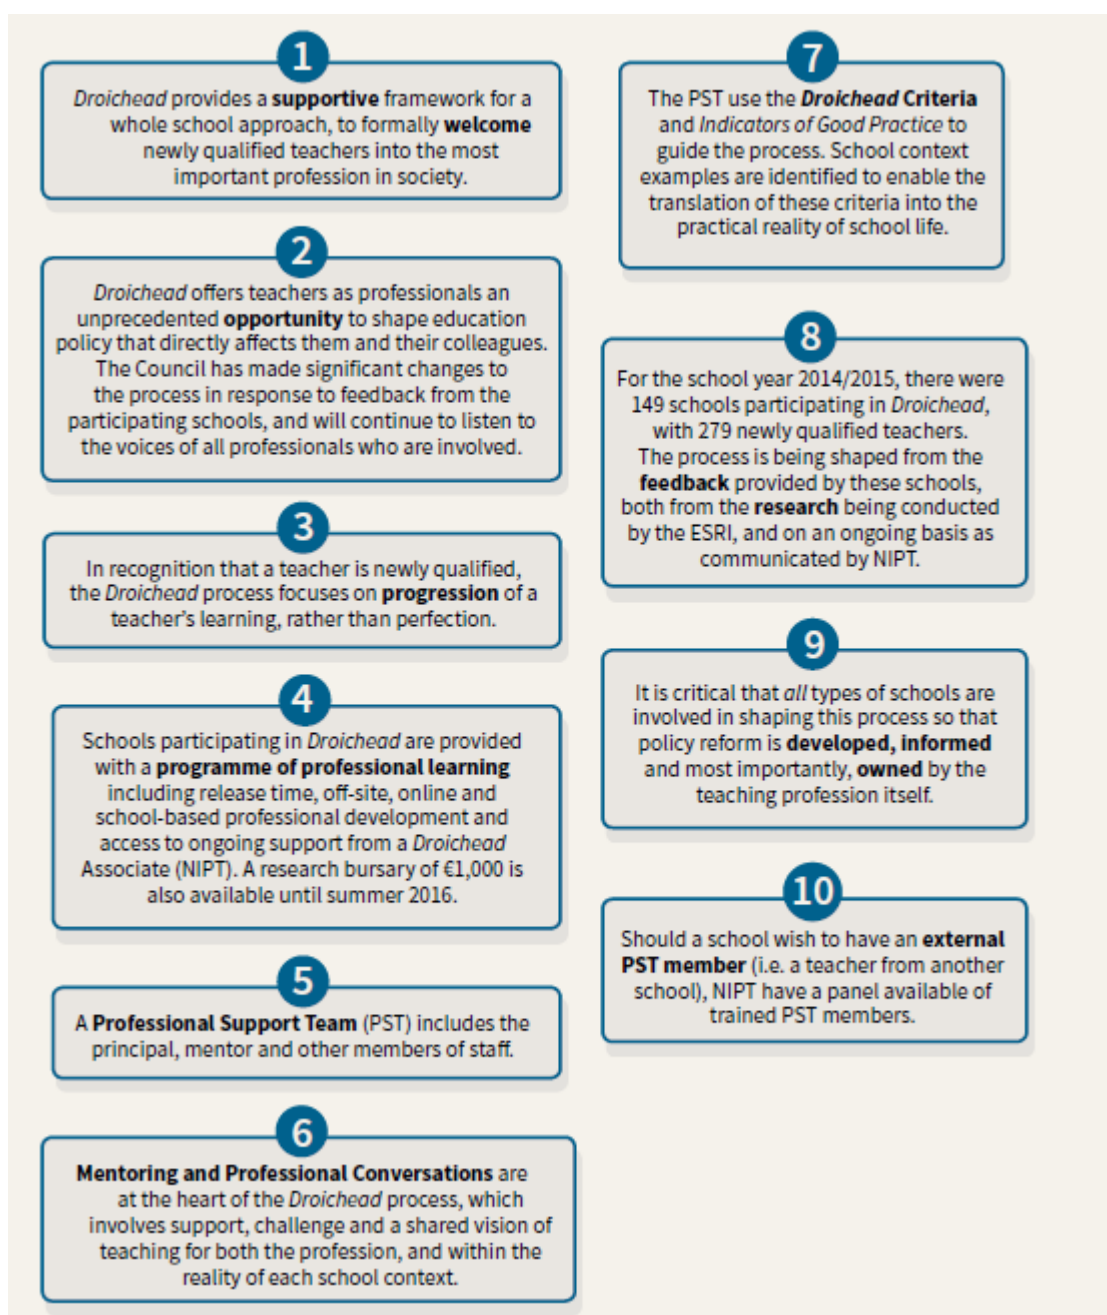 1
Droichead provides a supportive framework for a
whole school approach, to formally welcome
newly qualified teachers into the most
important profession in society.
2
Droichead offers teachers as professionals an
unprecedented opportunity to shape education
policy that directly affects them and their colleagues.
The Council has made significant changes to
the process in response to feedback from the
participating schools, and will continue to listen to
the voices of all professionals who are involved.
3
In recognition that a teacher is newly qualified,
the Droichead process focuses on progression of a
teacher’s learning, rather than perfection.
4
Schools participating in Droichead are provided
with a programme of professional learning
including release time, off-site, online and
school-based professional development and
access to ongoing support from a Droichead
Associate (NIPT). A research bursary of €1,000 is
also available until summer 2016.
5
A Professional Support Team (PST) includes the
principal, mentor and other members of staff.
6
Mentoring and Professional Conversations are
at the heart of the Droichead process, which
involves support, challenge and a shared vision of
teaching for both the profession, and within the
reality of each school context.
7
The PST use the Droichead Criteria
and Indicators of Good Practice to
guide the process. School context
examples are identified to enable the
translation of these criteria into the
practical reality of school life.
8
For the school year 2014/2015, there were
149 schools participating in Droichead,
with 279 newly qualified teachers.
The process is being shaped from the
feedback provided by these schools,
both from the research being conducted
by the ESRI, and on an ongoing basis as
communicated by NIPT.
9
It is critical that all types of schools are
involved in shaping this process so that
policy reform is developed, informed
and most importantly, owned by the
teaching profession itself.
10
Should a school wish to have an external
PST member (i.e. a teacher from another
school), NIPT have a panel available of
trained PST members.